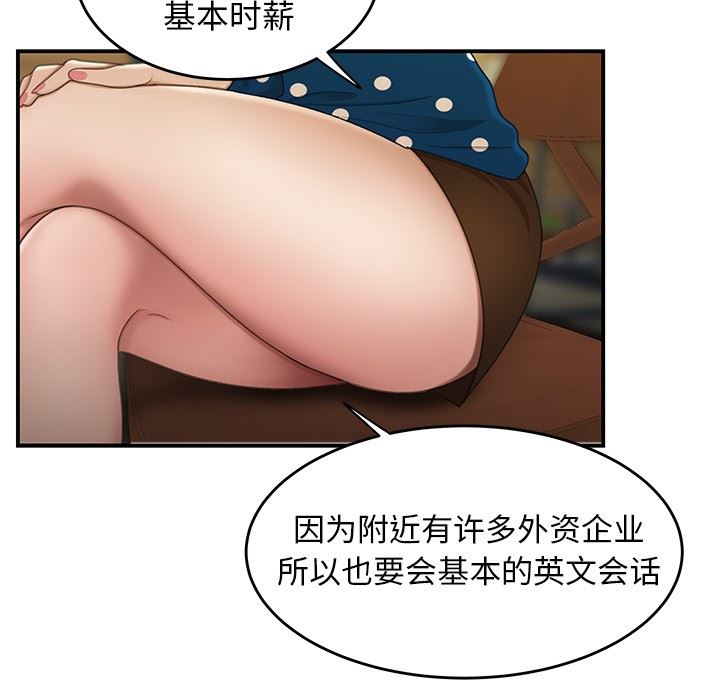 基本时薪
因为附近有许多外资企业
所以也要会基本的英文会话